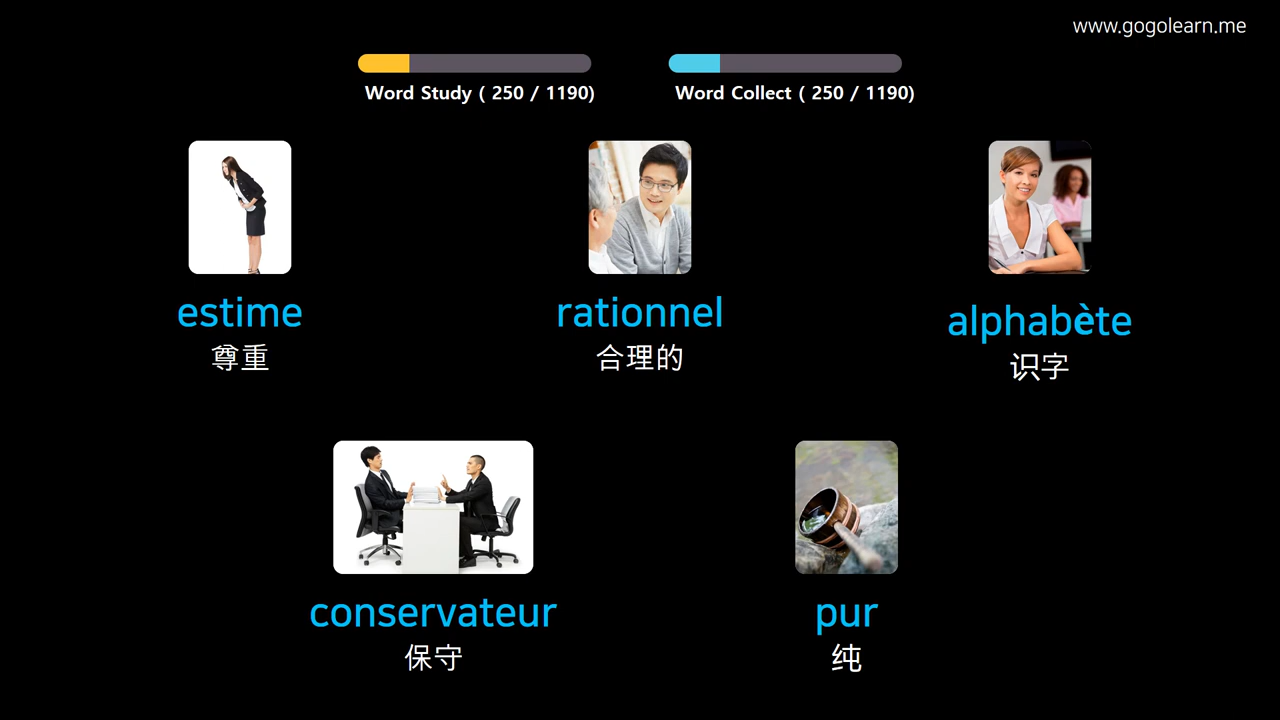 www.gogolearn.me
Word Study ( 250 / 1190)
Word Collect ( 250 / 1190)
estime
尊重
rationnel
合理的
alphabète
识字
conservateur
保守
pur
纯